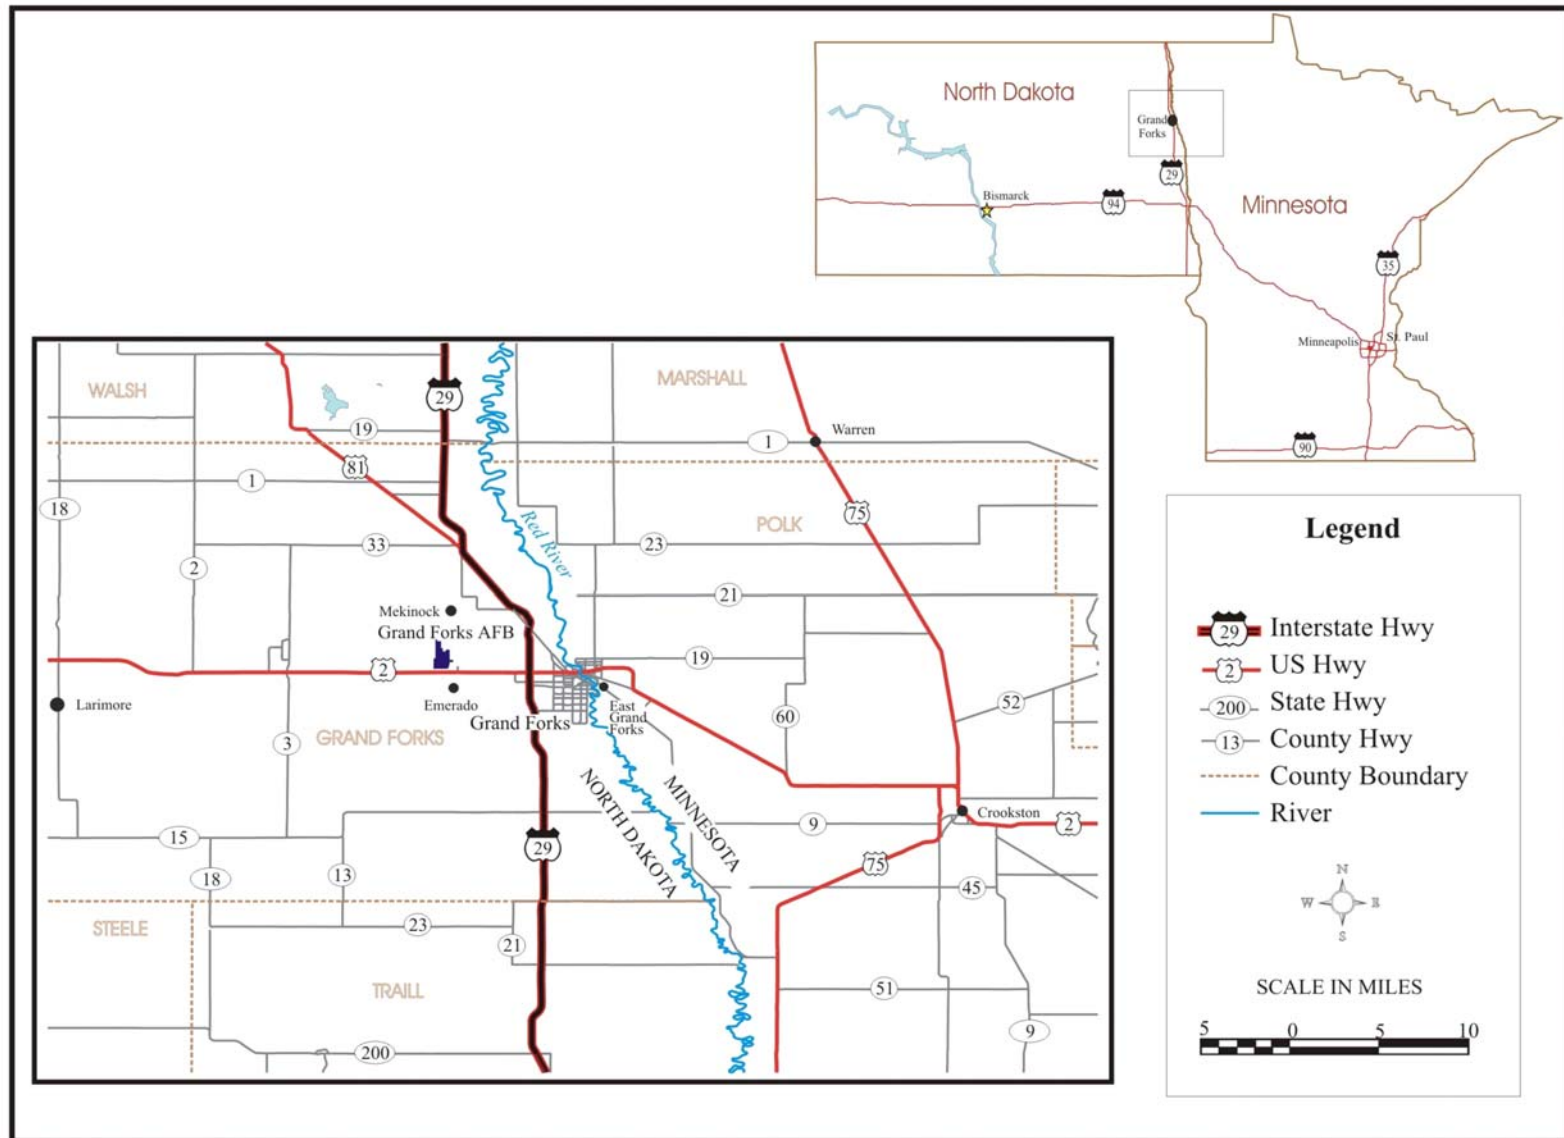 North Dakota
Grand
Forks
29
Bismarck
94
Minnesota
35
Minneapolis
St. Paul
90
WALSH
29
MARSHALL
19
1
Warren
81
1
18
75
Red River
POLK
33
23
2
21
Mekinock
Grand Forks AFB
19
2
Larimore
Emerado
Grand Forks
East
Grand
Forks
52
60
GRAND FORKS
3
NORTH DAKOTA
MINNESOTA
Crookston
15
9
2
29
75
18
13
45
STEELE
23
21
TRAILL
51
9
200
Legend
29 Interstate Hwy
2 US Hwy
200 State Hwy
13 County Hwy
County Boundary
River
N
W E
S
SCALE IN MILES
5 0 5 10